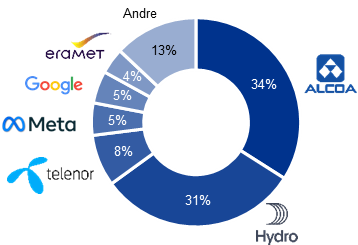 Andre
13%
34%
ALCOA
31%
Hydro
8%
telenor
5%
Meta
5%
Google
4%
eramet